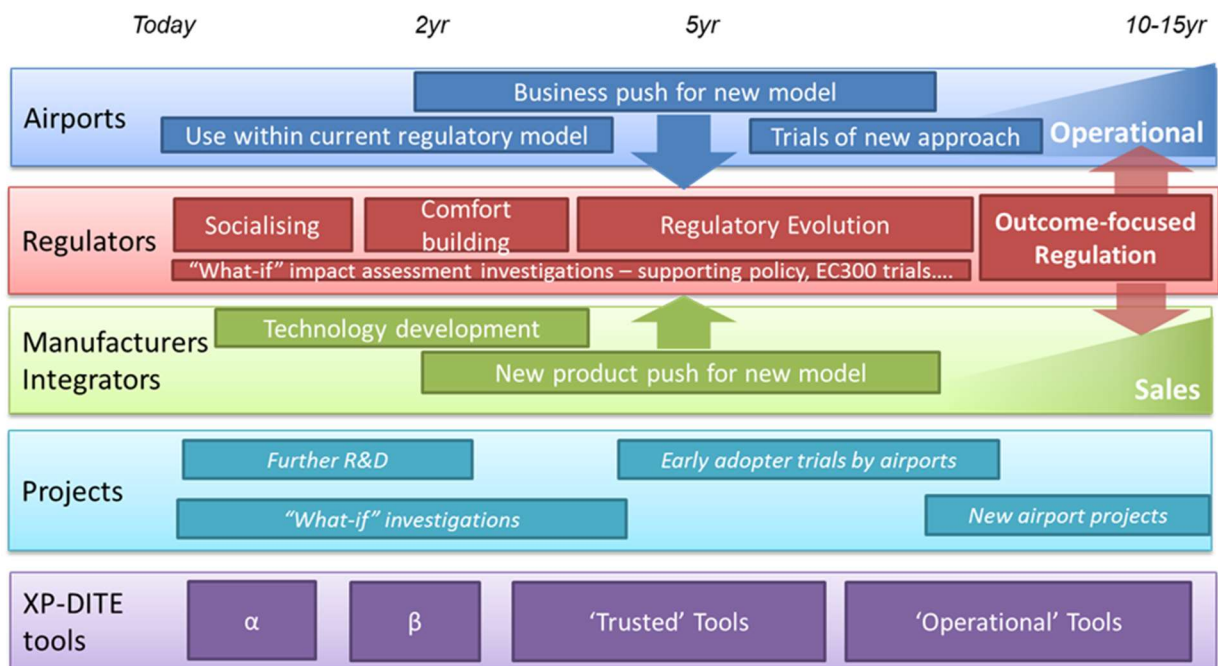 Today 2yr 5yr 10-15yr
Airports
Business push for new model
Use within current regulatory model
Trials of new approach
Operational
Regulators
Socialising
Comfort
building
Regulatory Evolution
Outcome-focused
Regulation
“What-if” impact assessment investigations – supporting policy, EC300 trials....
Manufacturers
Integrators
Technology development
New product push for new model
Sales
Projects
Further R&D
Early adopter trials by airports
“What-if” investigations
New airport projects
XP-DITE
tools
α
β
‘Trusted’ Tools
‘Operational’ Tools